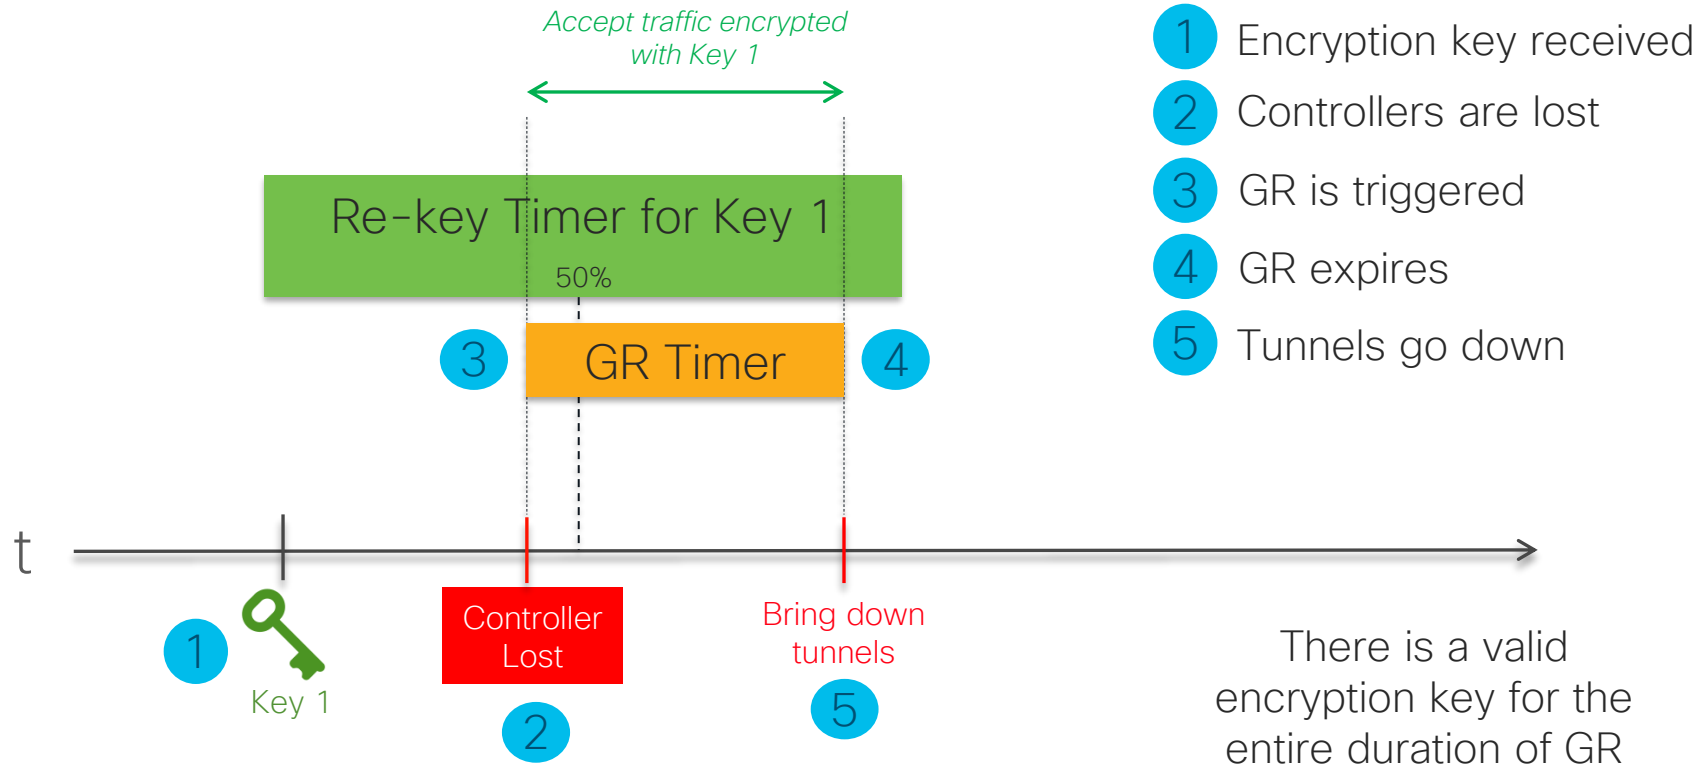 Accept traffic encrypted
with Key 1
Re-key Timer for Key 1
50%
3
GR Timer
4
t
1
Key 1
Controller
Lost
2
Bring down
tunnels
5
1 Encryption key received
2 Controllers are lost
3 GR is triggered
4 GR expires
5 Tunnels go down
There is a valid
encryption key for the
entire duration of GR